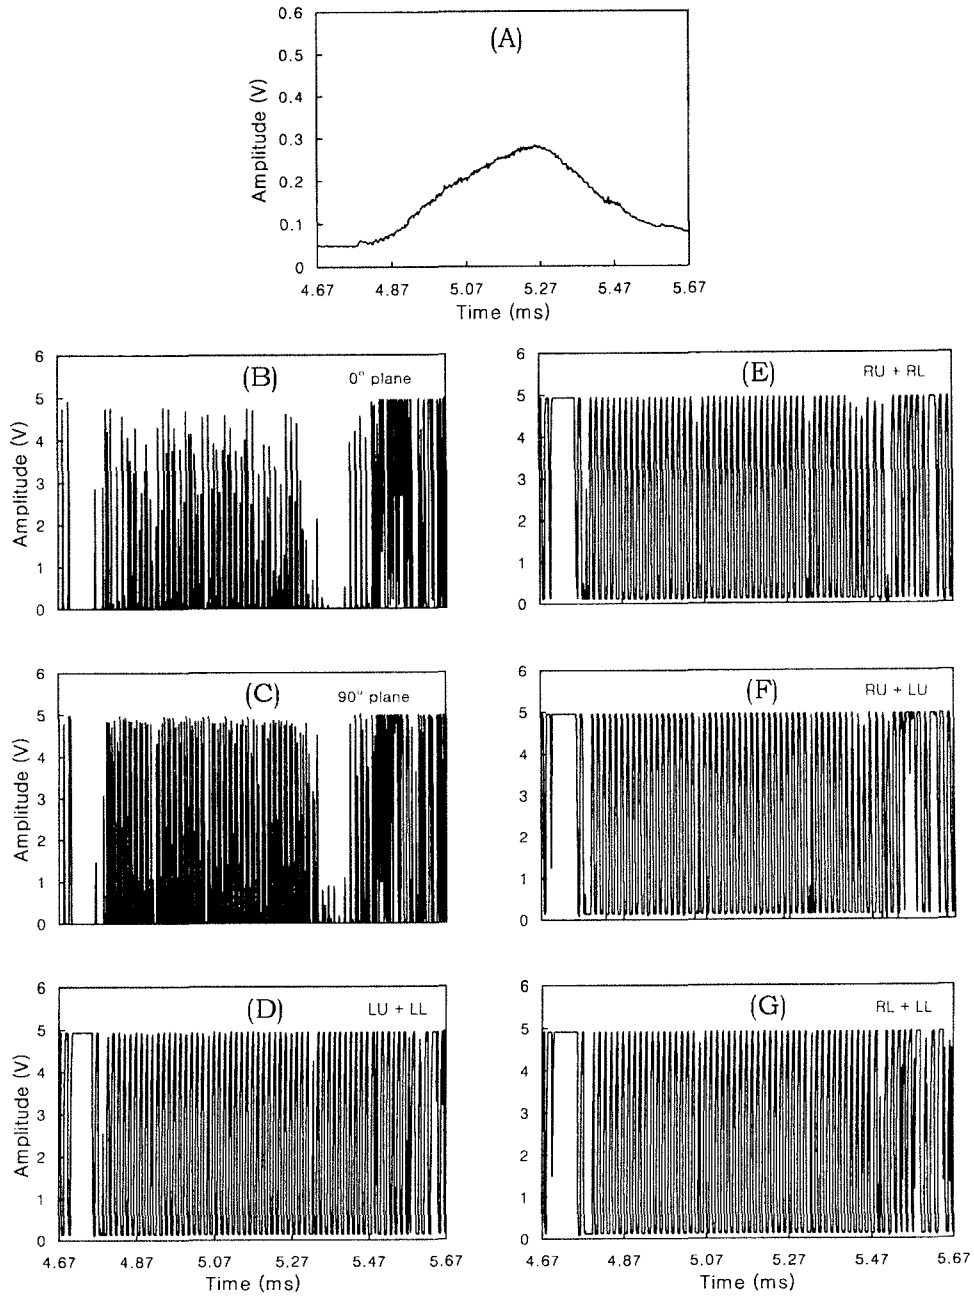 (A)
Amplitude (V)
0.6
0.5
0.4
0.3
0.2
0.1
0
4.67 4.87 5.07 5.27 5.47 5.67
Time (ms)
(B)
0° plane
Amplitude (V)
6
5
4
3
2
1
0
(E)
RU + RL
6
5
4
3
2
1
0
(C)
90° plane
Amplitude (V)
6
5
4
3
2
1
0
(F)
RU + LU
6
5
4
3
2
1
0
(D)
LU + LL
Amplitude (V)
6
5
4
3
2
1
0
4.67 4.87 5.07 5.27 5.47 5.67
Time (ms)
(G)
RL + LL
6
5
4
3
2
1
0
4.67 4.87 5.07 5.27 5.47 5.67
Time (ms)